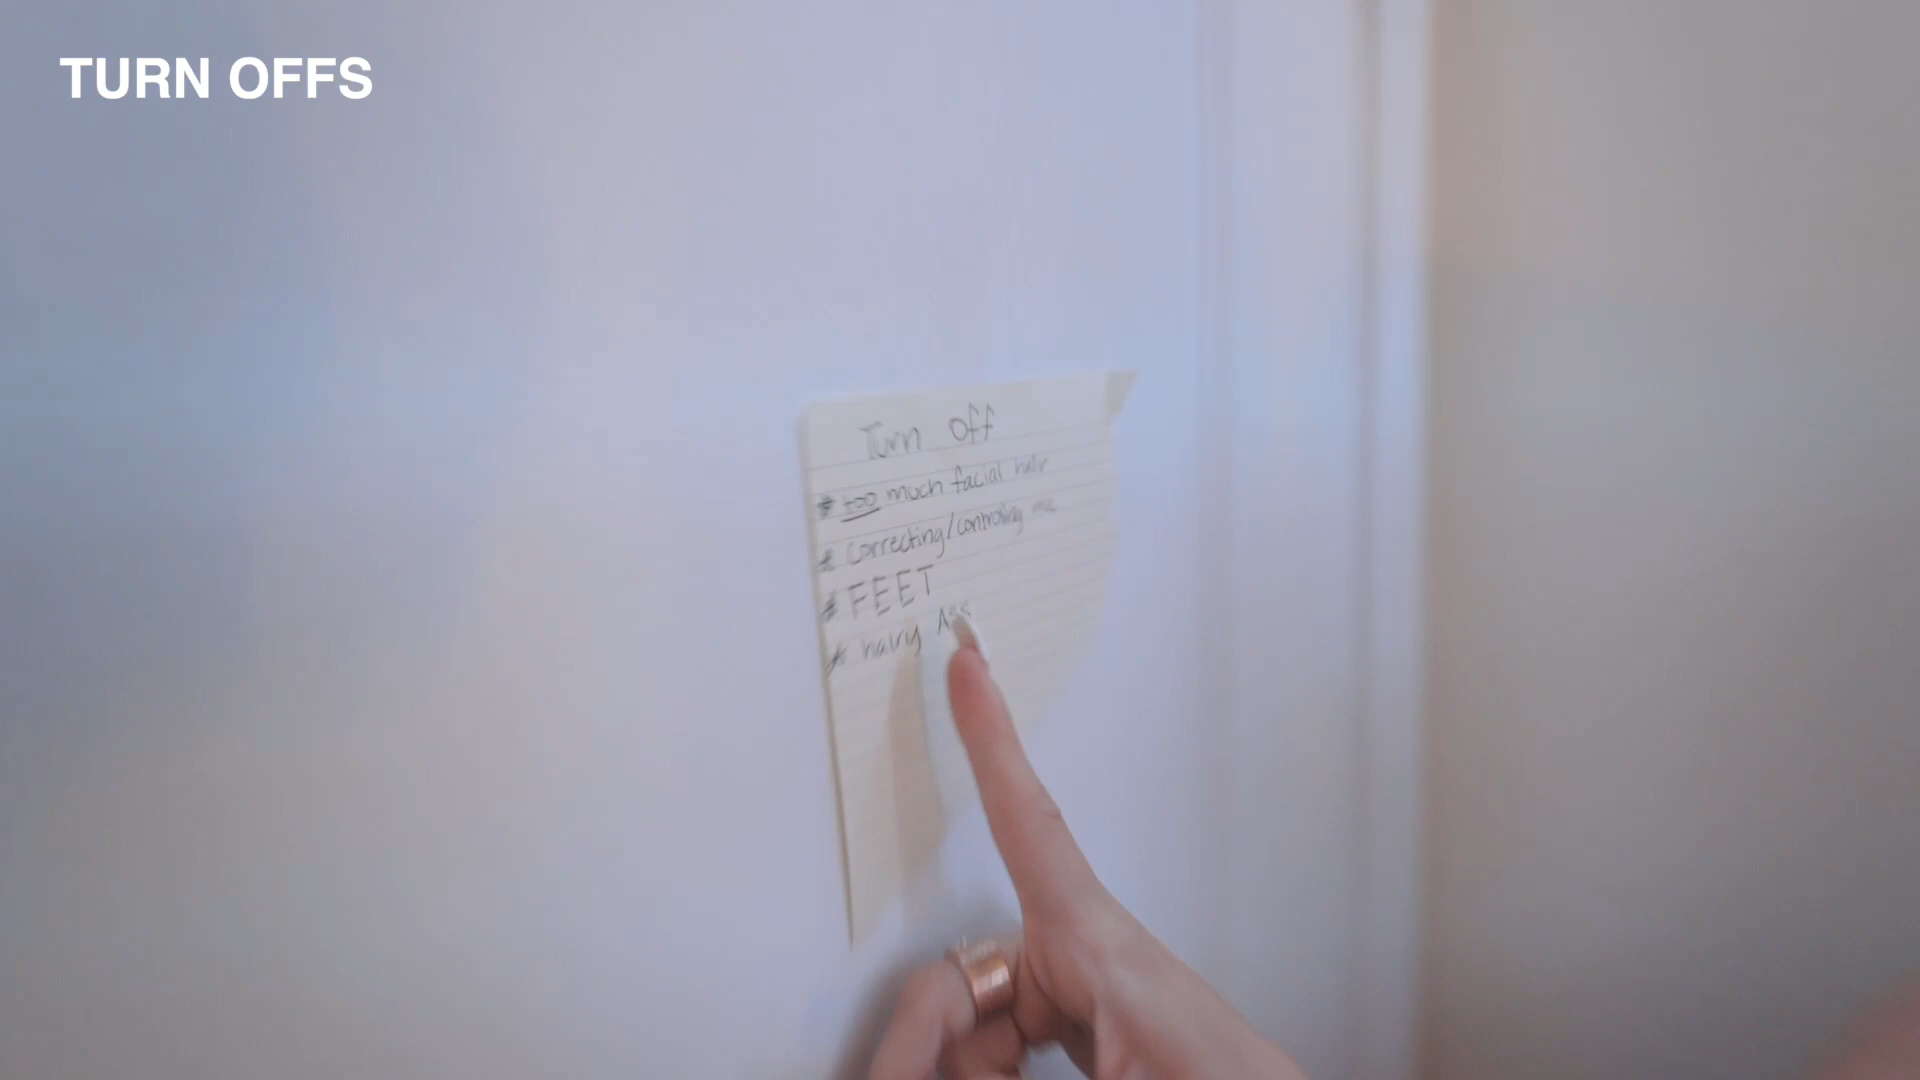 TURN OFFS
Turn off
* too much facial hair
* correcting/controlling me
* FEET
* hairy Ass